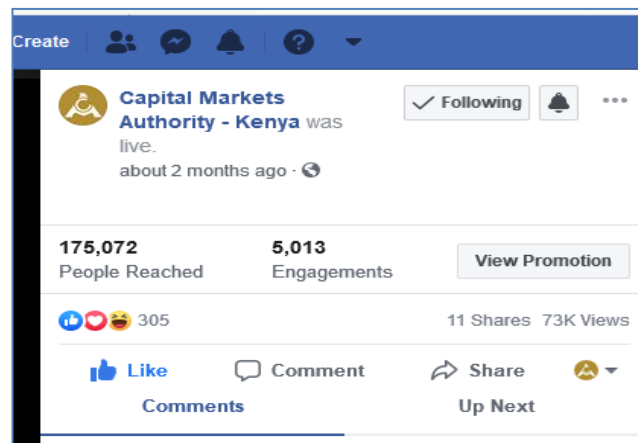 Create
Capital Markets
Authority - Kenya was
live.
about 2 months ago ·
Following
175,072
People Reached
5,013
Engagements
View Promotion
305
11 Shares 73K Views
Like
Comment
Share
Comments
Up Next